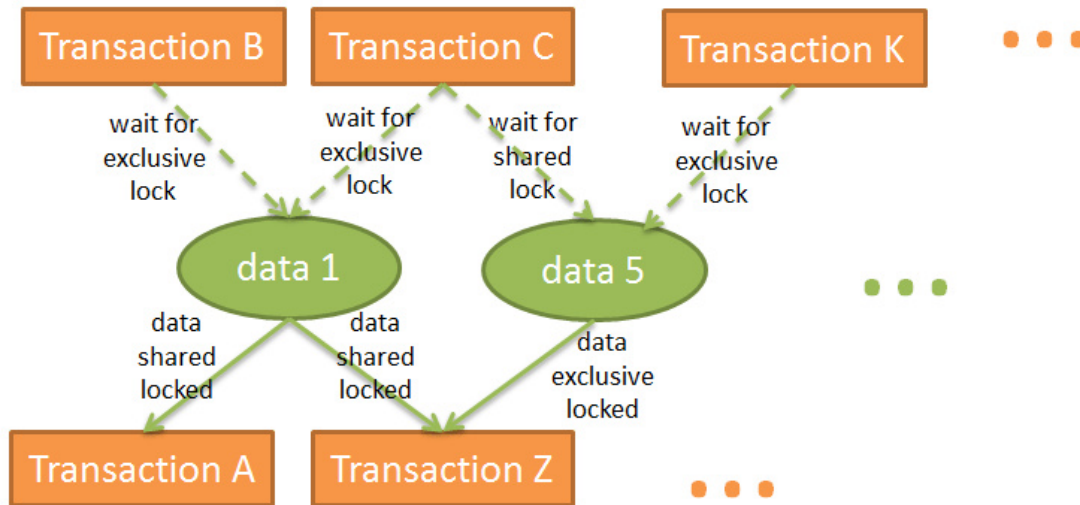 Transaction B
Transaction C
Transaction K
wait for
exclusive
lock
wait for
exclusive
lock
wait for
shared
lock
wait for
exclusive
lock
data 1
data 5
data
shared
locked
data
shared
locked
data
exclusive
locked
Transaction A
Transaction Z